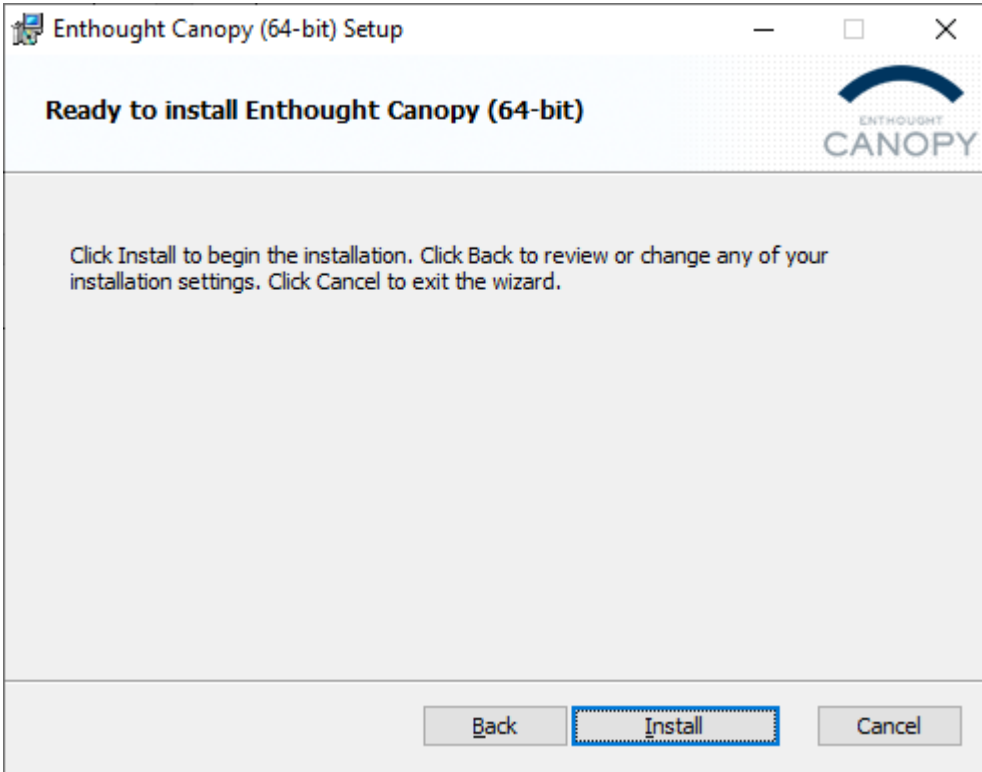 Enthought Canopy (64-bit) Setup
Ready to install Enthought Canopy (64-bit)
ENTHOUGHT
CANOPY
Click Install to begin the installation. Click Back to review or change any of your
installation settings. Click Cancel to exit the wizard.
Back
Install
Cancel